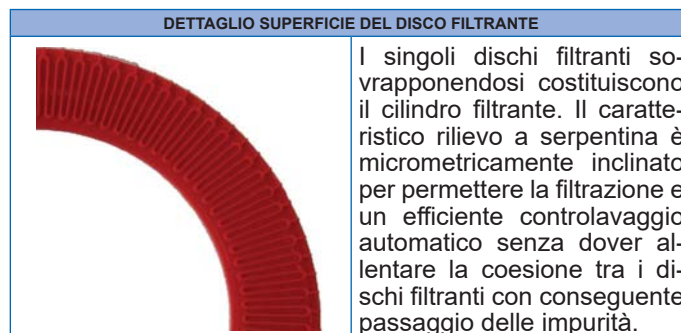 DETTAGLIO SUPERFICIE DEL DISCO FILTRANTE
I singoli dischi filtranti so-
vrapponendosi costituiscono
il cilindro filtrante. Il caratte-
ristico rilievo a serpentina è
micrometricamente inclinato
per permettere la filtrazione e
un efficiente controlavaggio
automatico senza dover al-
lentare la coesione tra i di-
schi filtranti con conseguente
passaggio delle impurità.